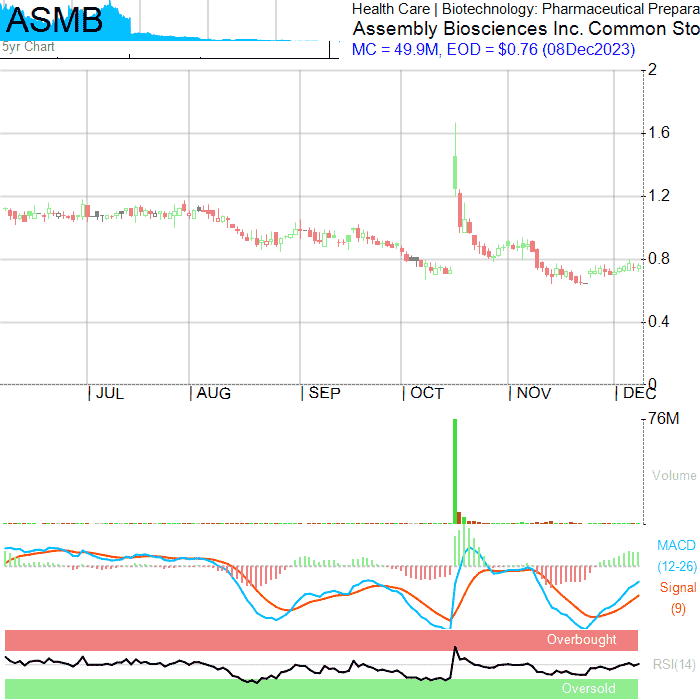 ASMB
5yr Chart
Health Care | Biotechnology: Pharmaceutical Prepara
Assembly Biosciences Inc. Common Sto
MC = 49.9M, EOD = $0.76 (08Dec2023)
2
1.6
1.2
0.8
0.4
0
| JUL | AUG | SEP | OCT | NOV | DEC
76M
Volume
MACD
(12-26)
Signal
(9)
Overbought
RSI(14)
Oversold